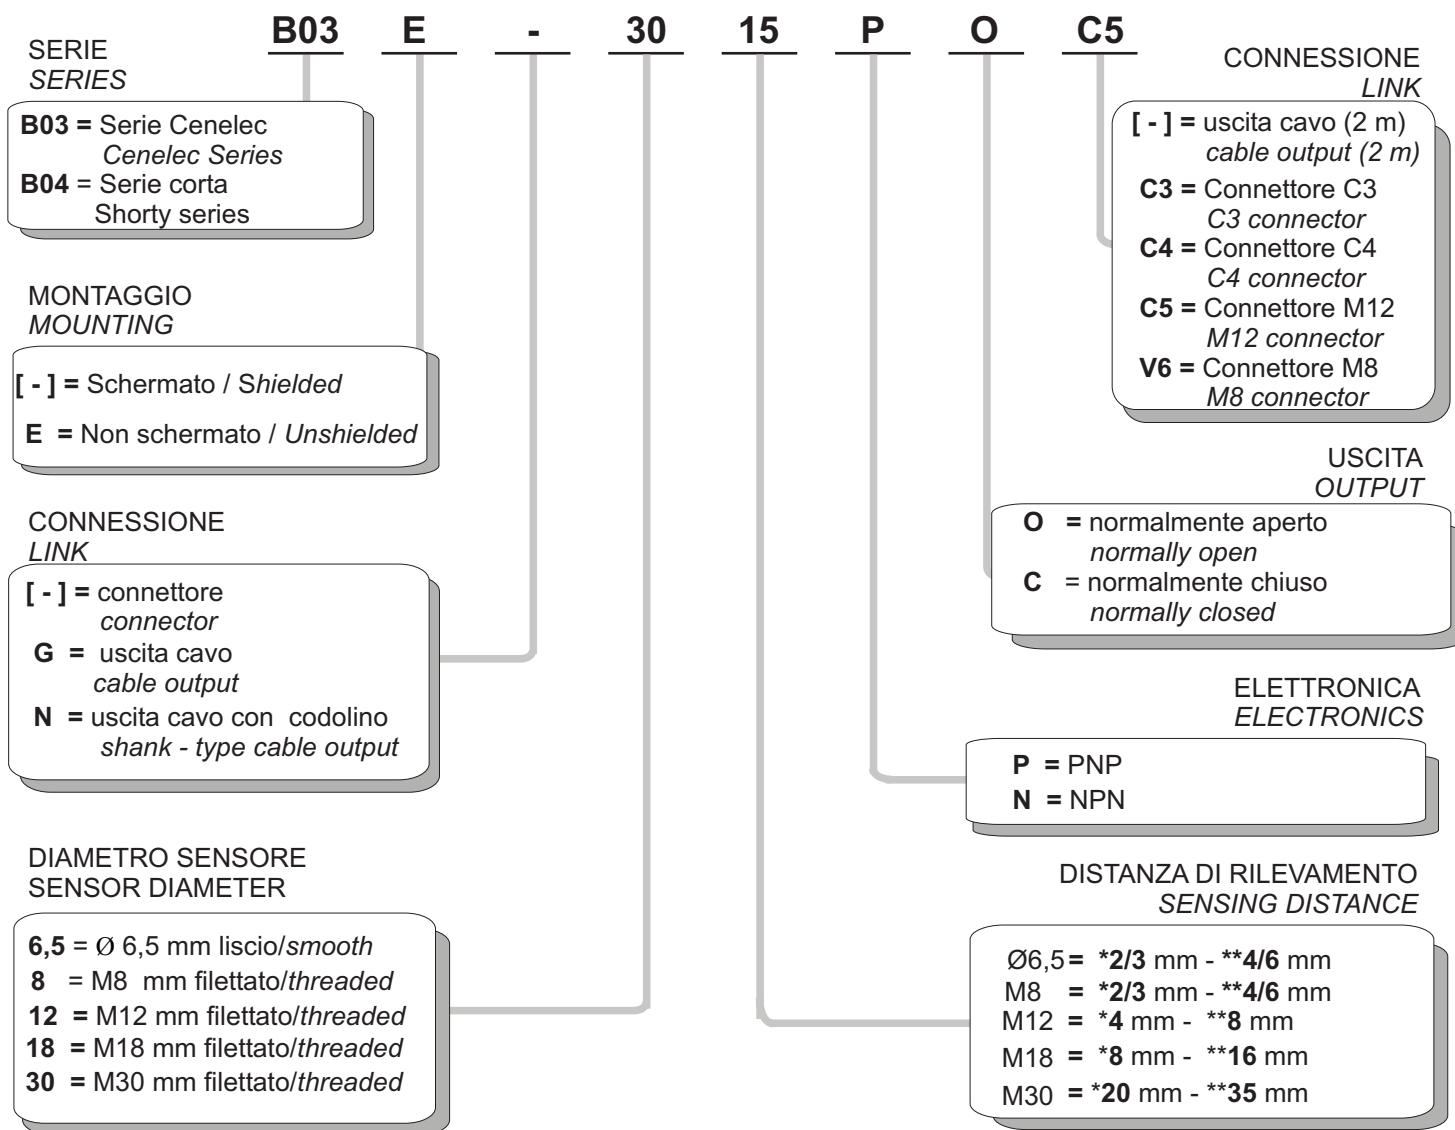 B03 E - 30 15 P O C5
SERIE
SERIES
B03 = Serie Cenelec
Cenelec Series
B04 = Serie corta
Shorty series
MONTAGGIO
MOUNTING
[ - ] = Schermato / Shielded
E = Non schermato / Unshielded
CONNESSIONE
LINK
[ - ] = connettore
connector
G = uscita cavo
cable output
N = uscita cavo con codolino
shank - type cable output
DIAMETRO SENSORE
SENSOR DIAMETER
6,5 = Ø 6,5 mm liscio/smooth
8 = M8 mm filettato/threaded
12 = M12 mm filettato/threaded
18 = M18 mm filettato/threaded
30 = M30 mm filettato/threaded
CONNESSIONE
LINK
[ - ] = uscita cavo (2 m)
cable output (2 m)
C3 = Connettore C3
C3 connector
C4 = Connettore C4
C4 connector
C5 = Connettore M12
M12 connector
V6 = Connettore M8
M8 connector
USCITA
OUTPUT
O = normalmente aperto
normally open
C = normalmente chiuso
normally closed
ELETTRONICA
ELECTRONICS
P = PNP
N = NPN
DISTANZA DI RILEVAMENTO
SENSING DISTANCE
Ø6,5 = *2/3 mm - **4/6 mm
M8 = *2/3 mm - **4/6 mm
M12 = *4 mm - **8 mm
M18 = *8 mm - **16 mm
M30 = *20 mm - **35 mm